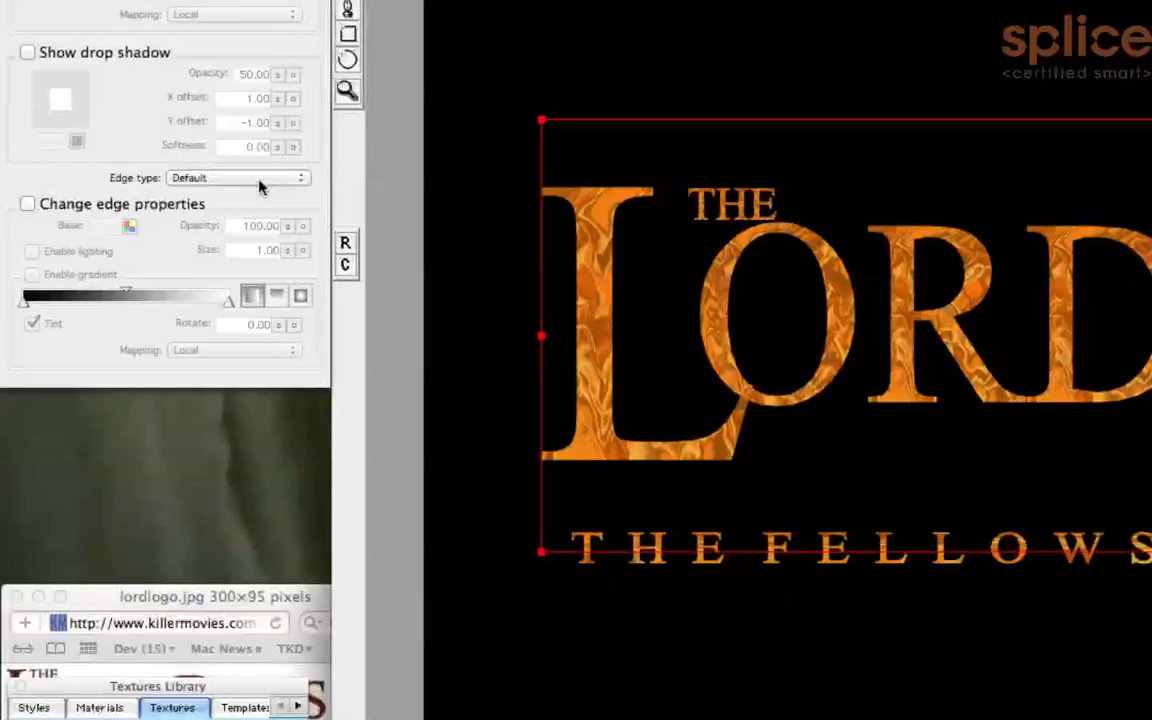 Mapping: Local
Show drop shadow
Opacity: 50.00
X offset: 1.00
Y offset: -1.00
Softness: 0.00
Edge type: Default
Change edge properties
Base: Opacity: 100.00
Enable lighting Size: 1.00
Enable gradient
Tint Rotate: 0.00
Mapping: Local
R
C
splice
<certified smart>
THE
LORD
THE FELLOWS
lordlogo.jpg 300×95 pixels
http://www.killermovies.com
Dev (15) Mac News TKD
THE
Textures Library
Styles Materials Textures Templates